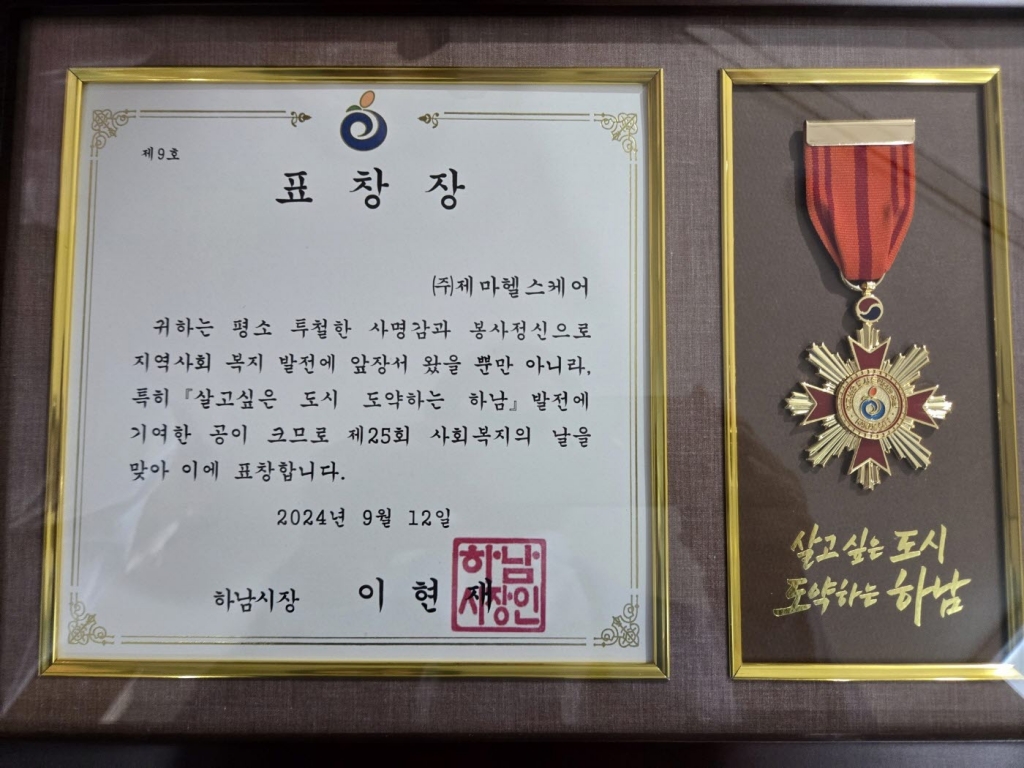 제9호
표 창 장
㈜제마헬스케어
귀하는 평소 투철한 사명감과 봉사정신으로
지역사회 복지 발전에 앞장서 왔을 뿐만 아니라,
특히 『살고싶은 도시 도약하는 하남』 발전에
기여한 공이 크므로 제25회 사회복지의 날을
맞아 이에 표창합니다.
2024년 9월 12일
하남시장 이 현 재
하남
시장인
살고 싶은 도시
도약하는 하남